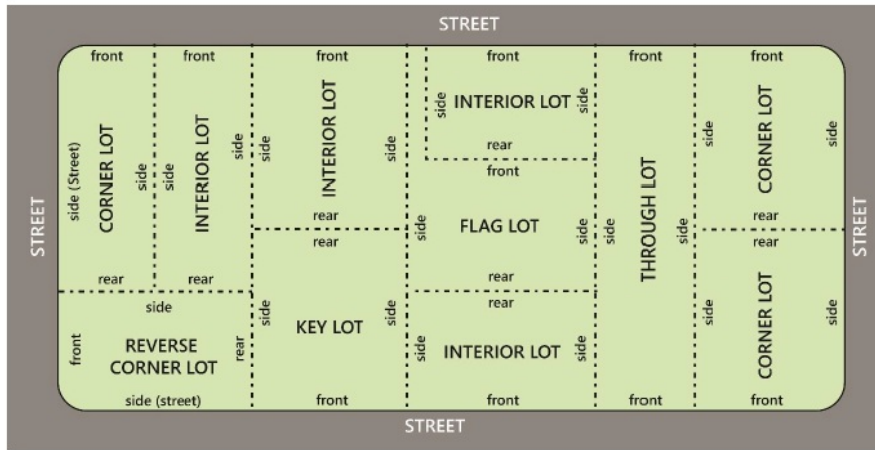 STREET
front
front
front
front
front
front
side (Street)
CORNER LOT
side
side
INTERIOR LOT
side
side
INTERIOR LOT
side
side
INTERIOR LOT
side
rear
front
side
FLAG LOT
side
rear
side
THROUGH LOT
side
side
CORNER LOT
side
rear
STREET
STREET
rear
rear
rear
rear
rear
side
front
REVERSE
CORNER LOT
rear
side (street)
side
KEY LOT
side
front
rear
side
INTERIOR LOT
side
front
front
side
CORNER LOT
side
front
STREET